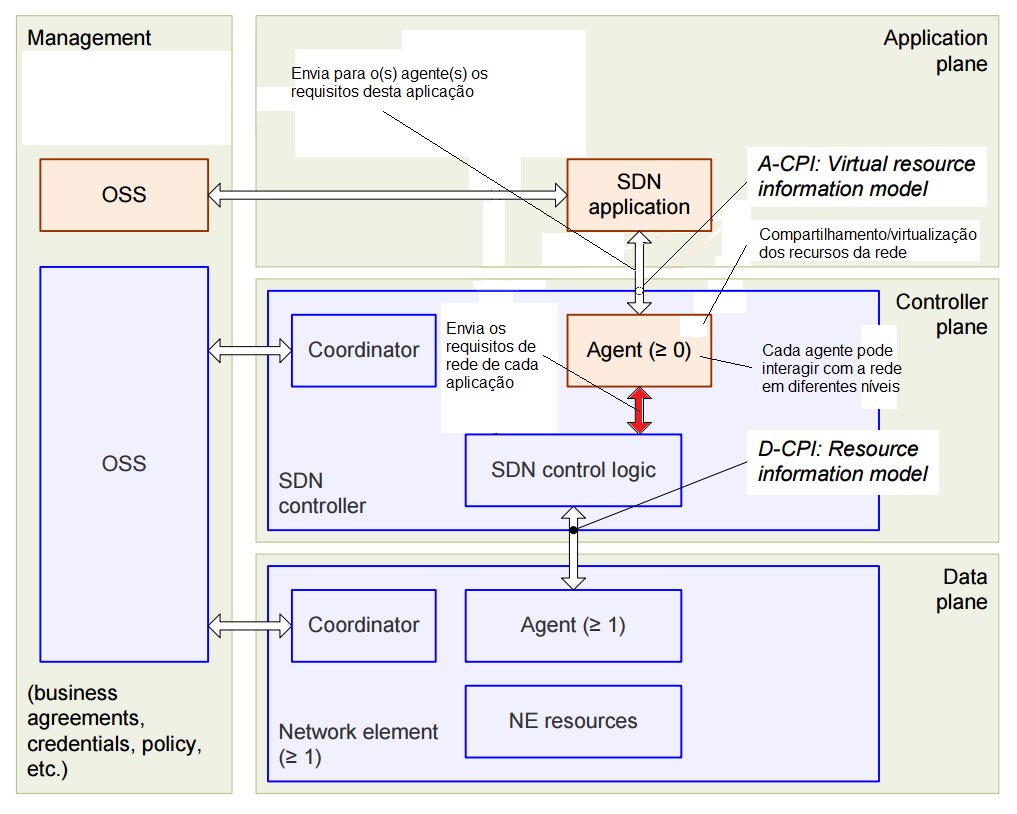 Management
Application
plane
Envia para o(s) agente(s) os
requisitos desta aplicação
OSS
SDN
application
A-CPI: Virtual resource
information model
Compartilhamento/virtualização
dos recursos da rede
Controller
plane
Coordinator
Envia os
requisitos de
rede de cada
aplicação
Agent (≥ 0)
Cada agente pode
interagir com a rede
em diferentes níveis
OSS
SDN control logic
D-CPI: Resource
information model
SDN
controller
Data
plane
Coordinator
Agent (≥ 1)
NE resources
Network element
(≥ 1)
(business
agreements,
credentials, policy,
etc.)